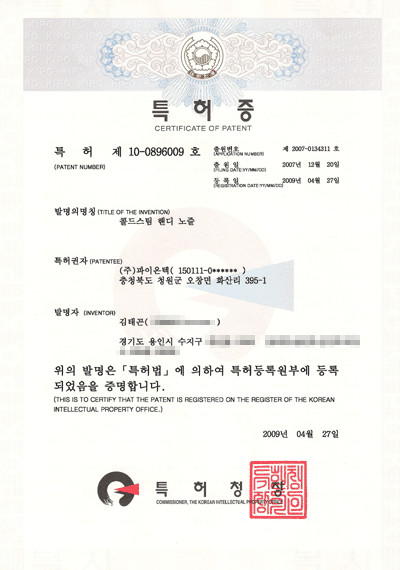 특허증
CERTIFICATE OF PATENT
특 허 제 10-0896009 호
(PATENT NUMBER)
출원번호 제 2007-0134311 호
(APPLICATION NUMBER)
출 원 일 2007년 12월 20일
(FILING DATE:YY/MM/DD)
등 록 일 2009년 04월 27일
(REGISTRATION DATE:YY/MM/DD)
발명의명칭 (TITLE OF THE INVENTION)
콜드스팀 핸디 노즐
특허권자 (PATENTEE)
(주)파이온텍( 150111-0****** )
충청북도 청원군 오창면 화산리 395-1
발명자 (INVENTOR)
김태곤(
경기도 용인시 수지구
위의 발명은 「특허법」에 의하여 특허등록원부에 등록
되었음을 증명합니다.
(THIS IS TO CERTIFY THAT THE PATENT IS REGISTERED ON THE REGISTER OF THE KOREAN
INTELLECTUAL PROPERTY OFFICE.)
2009년 04월 27일
특허청장
COMMISSIONER, THE KOREAN INTELLECTUAL PROPERTY OFFICE